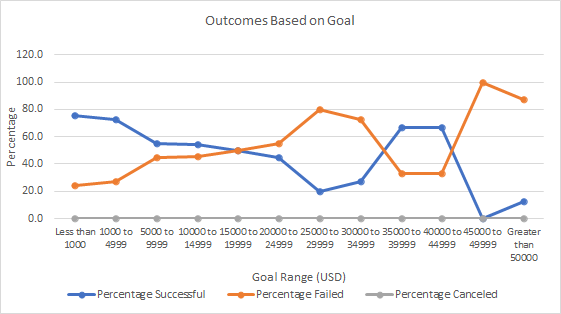 Outcomes Based on Goal
120.0
100.0
80.0
60.0
40.0
20.0
0.0
Percentage
Less than
1000
1000 to
4999
5000 to
9999
10000 to
14999
15000 to
19999
20000 to
24999
25000 to
29999
30000 to
34999
35000 to
39999
40000 to
44999
45000 to
49999
Greater
than
50000
Goal Range (USD)
Percentage Successful
Percentage Failed
Percentage Canceled